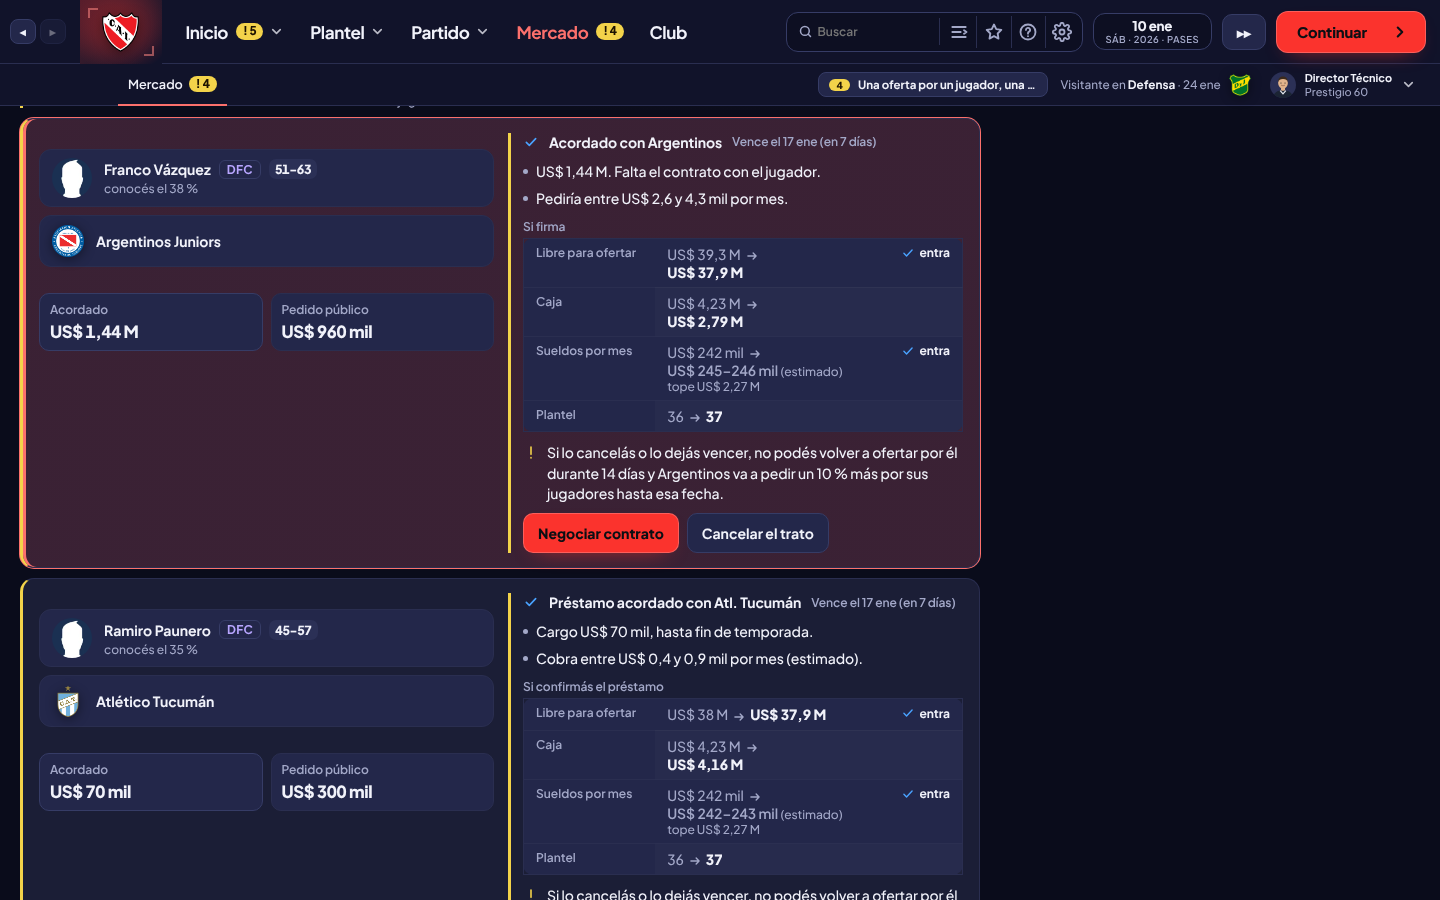 Inicio ! 5
Plantel
Partido
Mercado ! 4
Club
Buscar
10 ene
SÁB · 2026 · PASES
Continuar
Mercado ! 4
4 Una oferta por un jugador, una ...
Visitante en Defensa · 24 ene
Director Técnico
Prestigio 60
Franco Vázquez DFC 51–63
conocés el 38 %
Argentinos Juniors
Acordado
US$ 1,44 M
Pedido público
US$ 960 mil
Acordado con Argentinos Vence el 17 ene (en 7 días)
US$ 1,44 M. Falta el contrato con el jugador.
Pediría entre US$ 2,6 y 4,3 mil por mes.
Si firma
Libre para ofertar US$ 39,3 M → entra
US$ 37,9 M
Caja US$ 4,23 M →
US$ 2,79 M
Sueldos por mes US$ 242 mil → entra
US$ 245–246 mil (estimado)
tope US$ 2,27 M
Plantel 36 → 37
! Si lo cancelás o lo dejás vencer, no podés volver a ofertar por él
durante 14 días y Argentinos va a pedir un 10 % más por sus
jugadores hasta esa fecha.
Negociar contrato Cancelar el trato
Ramiro Paunero DFC 45–57
conocés el 35 %
Atlético Tucumán
Acordado
US$ 70 mil
Pedido público
US$ 300 mil
Préstamo acordado con Atl. Tucumán Vence el 17 ene (en 7 días)
Cargo US$ 70 mil, hasta fin de temporada.
Cobra entre US$ 0,4 y 0,9 mil por mes (estimado).
Si confirmás el préstamo
Libre para ofertar US$ 38 M → US$ 37,9 M entra
Caja US$ 4,23 M →
US$ 4,16 M
Sueldos por mes US$ 242 mil → entra
US$ 242–243 mil (estimado)
tope US$ 2,27 M
Plantel 36 → 37
! Si lo cancelás o lo dejás vencer, no podés volver a ofertar por él